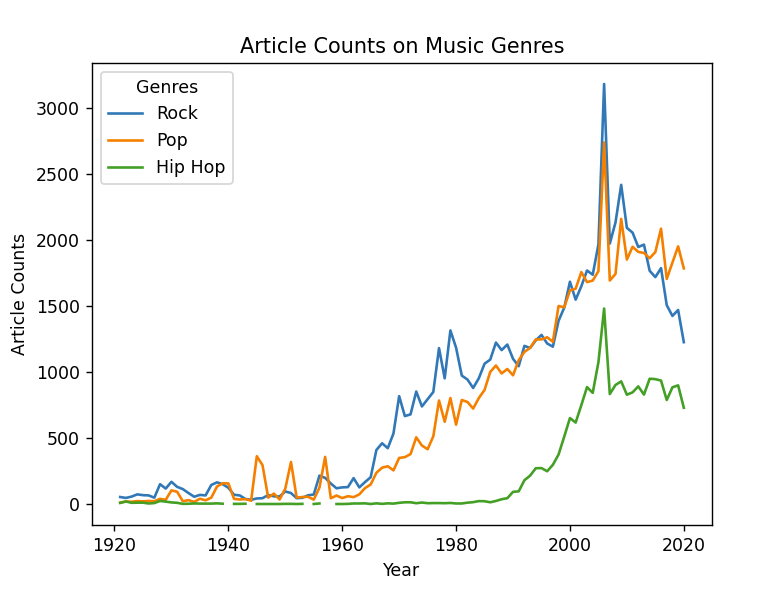 Article Counts on Music Genres
Genres
Rock
Pop
Hip Hop
3000
2500
2000
1500
1000
500
0
Article Counts
1920 1940 1960 1980 2000 2020
Year